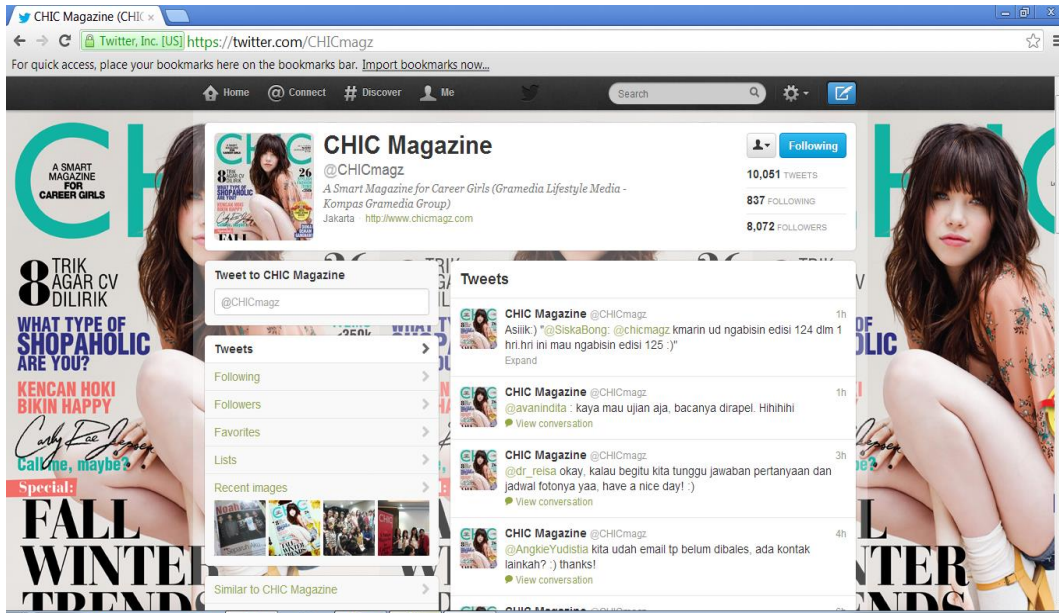 CHIC Magazine (CHIC ×
Twitter, Inc. [US] https://twitter.com/CHICmagz
For quick access, place your bookmarks here on the bookmarks bar. Import bookmarks now...
Home @ Connect # Discover Me
Search
CHIC Magazine
@CHICmagz
A Smart Magazine for Career Girls (Gramedia Lifestyle Media -
Kompas Gramedia Group)
Jakarta · http://www.chicmagz.com
Following
10,051 TWEETS
837 FOLLOWING
8,072 FOLLOWERS
CHIC
A SMART
MAGAZINE
FOR
CAREER GIRLS
8 TRIK
AGAR CV
DILIRIK
WHAT TYPE OF
SHOPAHOLIC
ARE YOU?
KENCAN HOKI
BIKIN HAPPY
Carly Rae Jepsen
Call me, maybe?
Special:
FALL
WINTER
TRENDS
Tweet to CHIC Magazine
@CHICmagz
Tweets
Following
Followers
Favorites
Lists
Recent images
Similar to CHIC Magazine
Tweets
CHIC Magazine @CHICmagz 1h
Asiiik:) "@SiskaBong: @chicmagz kmarin ud ngabisin edisi 124 dlm 1
hri.hri ini mau ngabisin edisi 125 :)"
Expand
CHIC Magazine @CHICmagz 1h
@avanindita : kaya mau ujian aja, bacanya dirapel. Hihihihi
View conversation
CHIC Magazine @CHICmagz 3h
@dr_reisa okay, kalau begitu kita tunggu jawaban pertanyaan dan
jadwal fotonya yaa, have a nice day! :)
View conversation
CHIC Magazine @CHICmagz 4h
@AngkieYudistia kita udah email tp belum dibales, ada kontak
lainkah? :) thanks!
View conversation
CHIC Magazine @CHICmagz 6h